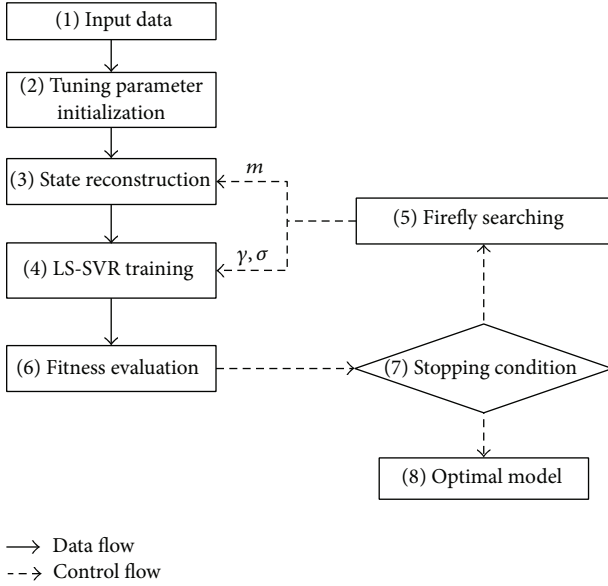 (1) Input data
(2) Tuning parameter
initialization
(3) State reconstruction
m
(5) Firefly searching
(4) LS-SVR training
γ, σ
(6) Fitness evaluation
(7) Stopping condition
(8) Optimal model
Data flow
Control flow